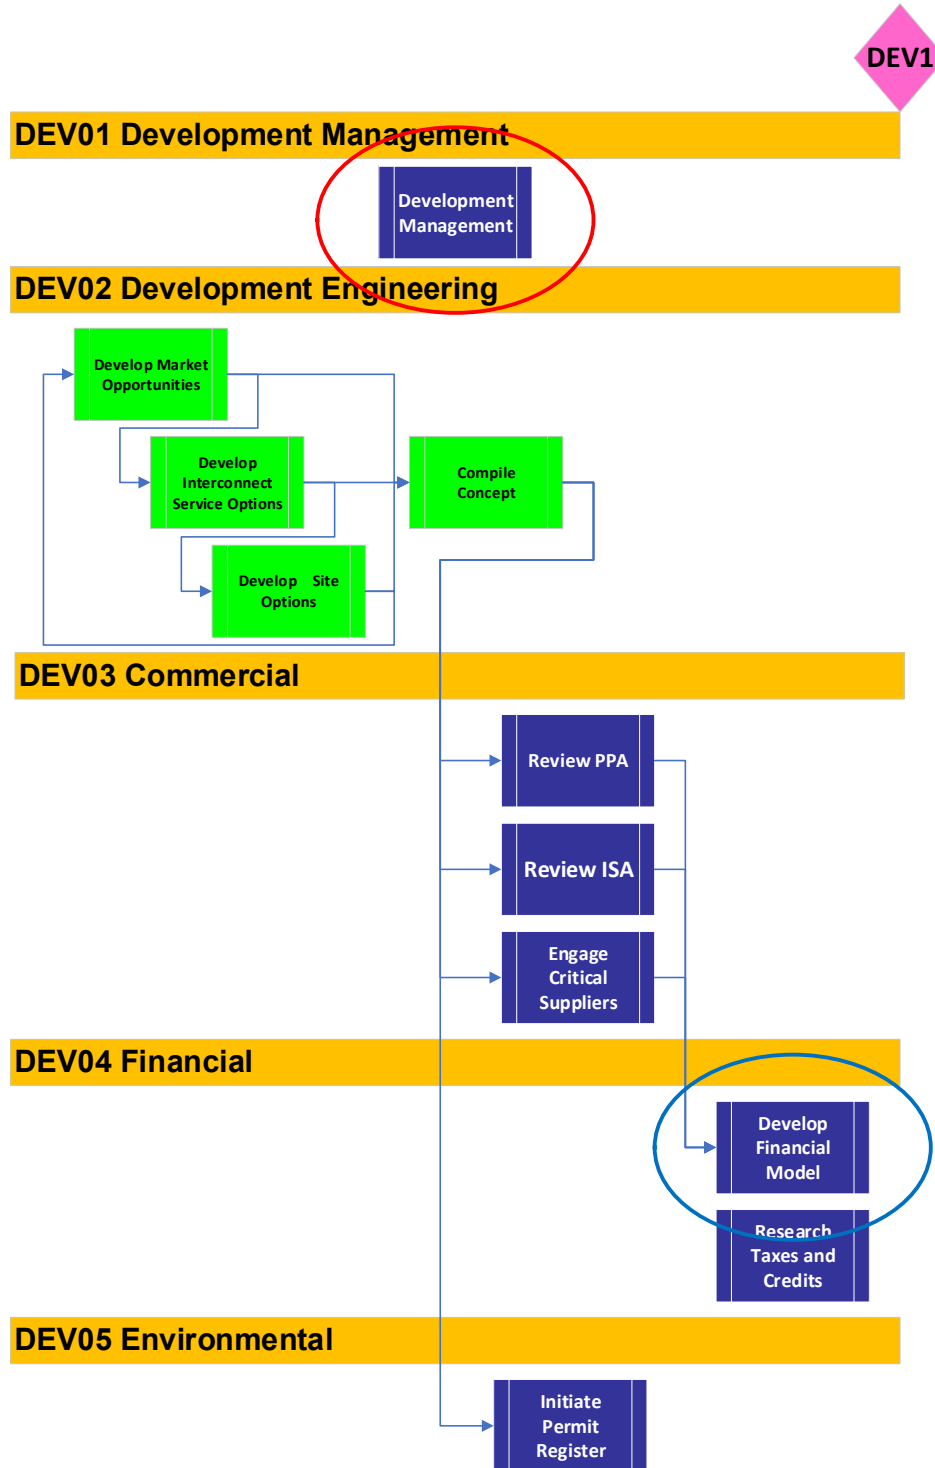 DEV1
DEV01 Development Management
Development
Management
DEV02 Development Engineering
Develop Market
Opportunities
Develop
Interconnect
Service Options
Compile
Concept
Develop Site
Options
DEV03 Commercial
Review PPA
Review ISA
Engage
Critical
Suppliers
DEV04 Financial
Develop
Financial
Model
Research
Taxes and
Credits
DEV05 Environmental
Initiate
Permit
Register